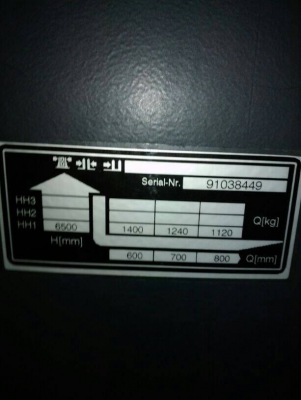 Serial-Nr. 91038449
HH3
HH2
HH1 6500 1400 1240 1120 Q[kg]
H[mm]
600 700 800 Q[mm]